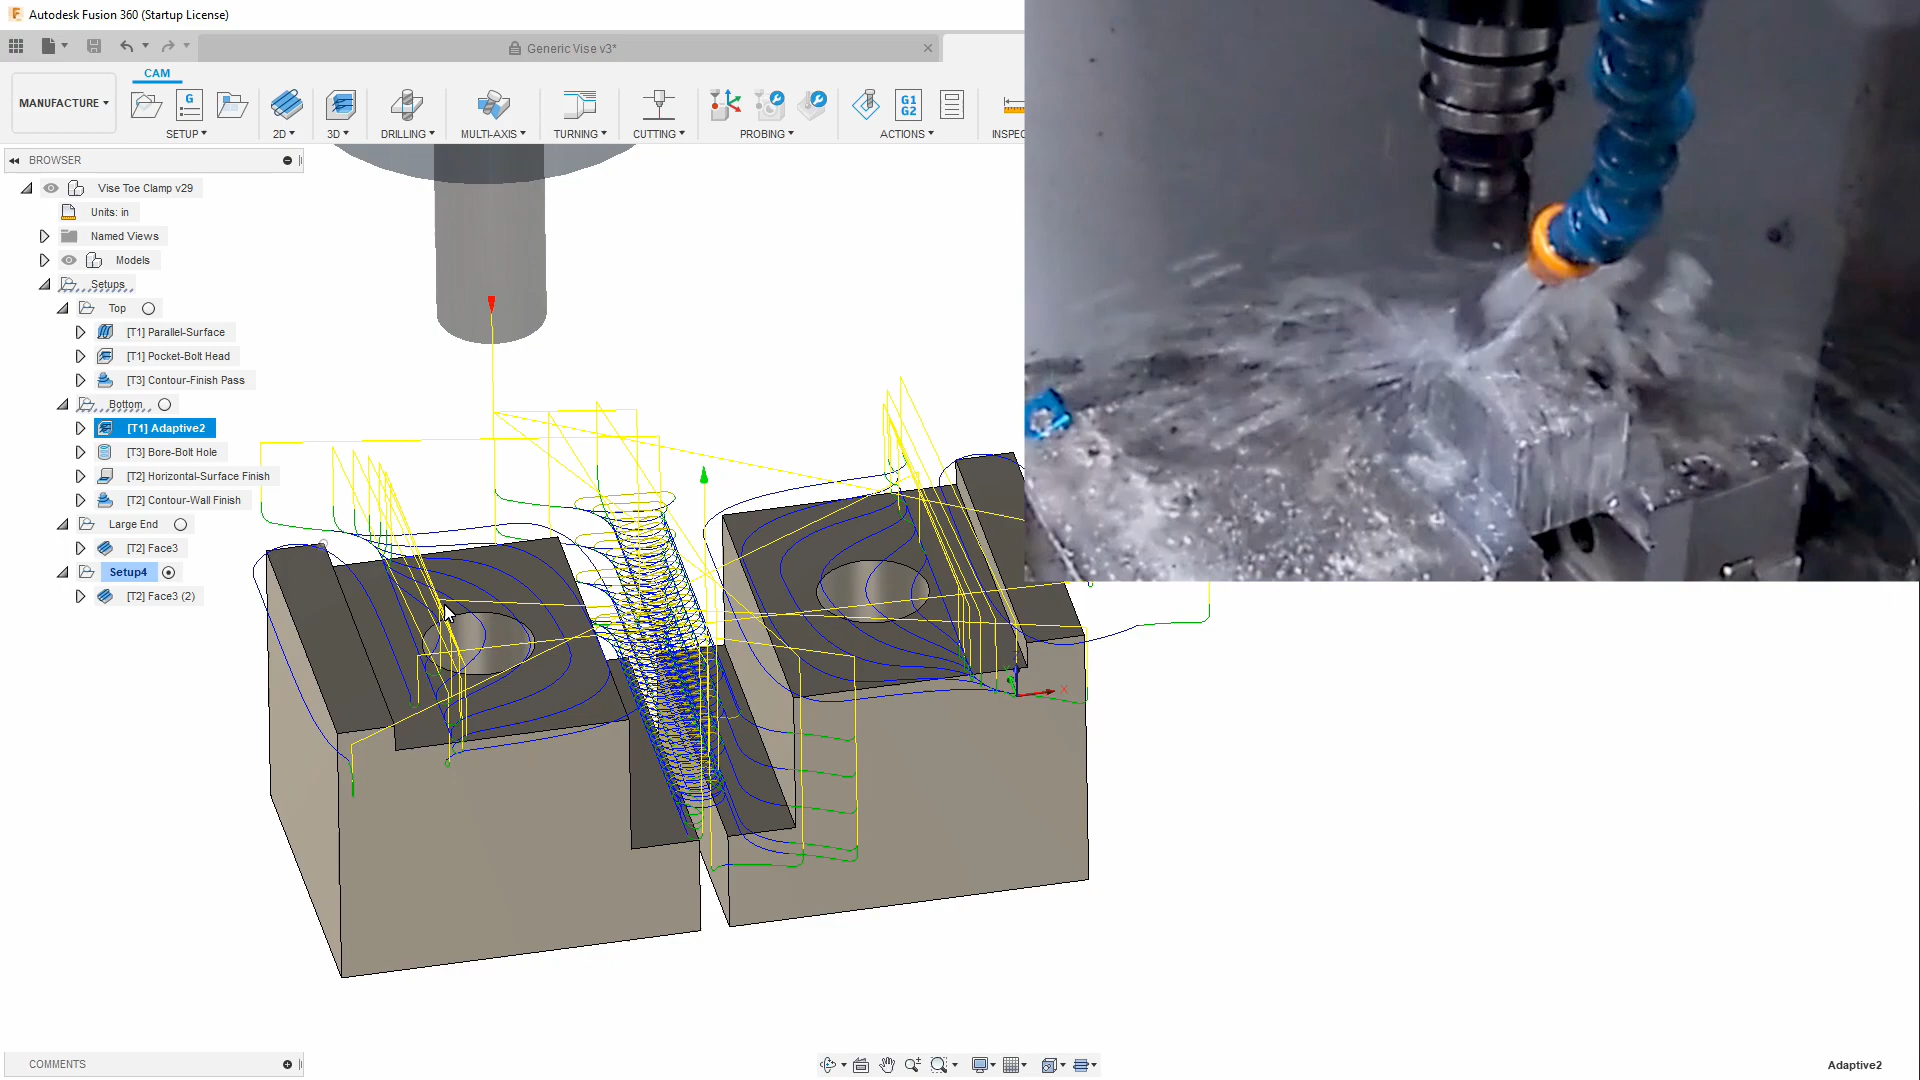 Autodesk Fusion 360 (Startup License)
Generic Vise v3*
CAM
MANUFACTURE
G
G1
G2
SETUP
2D
3D
DRILLING
MULTI-AXIS
TURNING
CUTTING
PROBING
ACTIONS
INSPEC
BROWSER
Vise Toe Clamp v29
Units: in
Named Views
Models
Setups
Top
[T1] Parallel-Surface
[T1] Pocket-Bolt Head
[T3] Contour-Finish Pass
Bottom
[T1] Adaptive2
[T3] Bore-Bolt Hole
[T2] Horizontal-Surface Finish
[T2] Contour-Wall Finish
Large End
[T2] Face3
Setup4
[T2] Face3 (2)
X
COMMENTS
Adaptive2